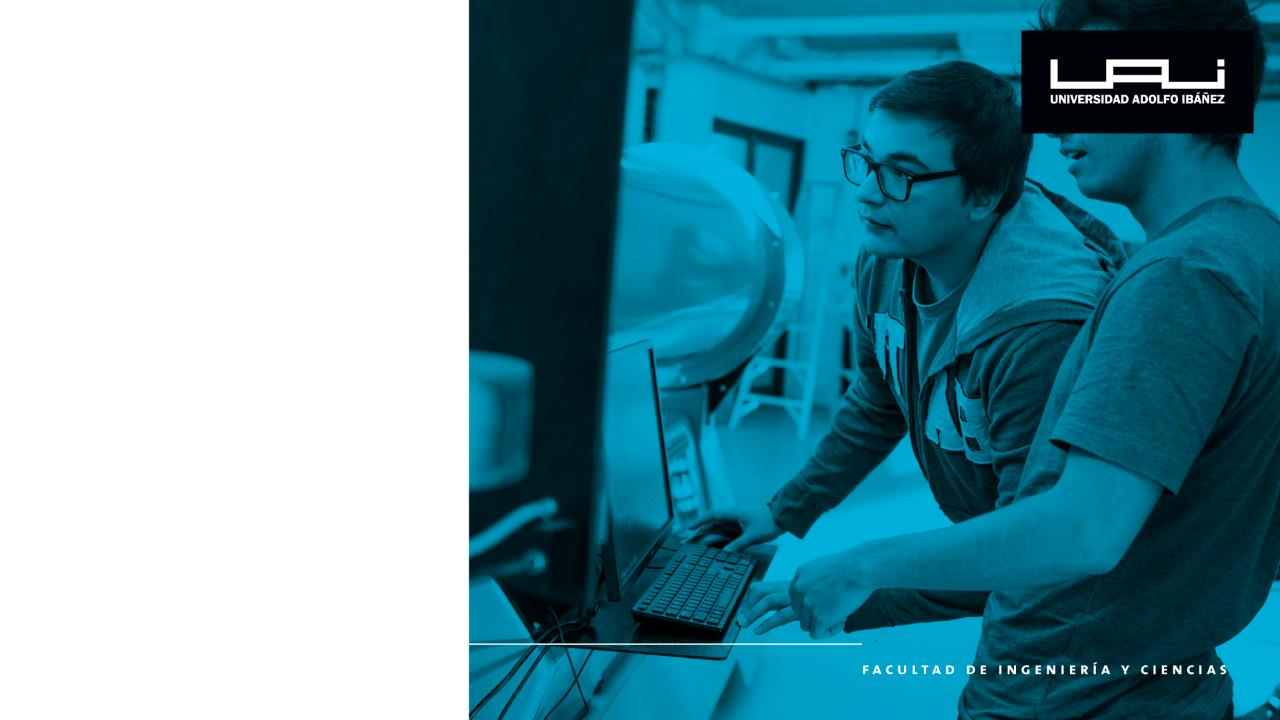 UAi
UNIVERSIDAD ADOLFO IBÁÑEZ
FACULTAD DE INGENIERÍA Y CIENCIAS